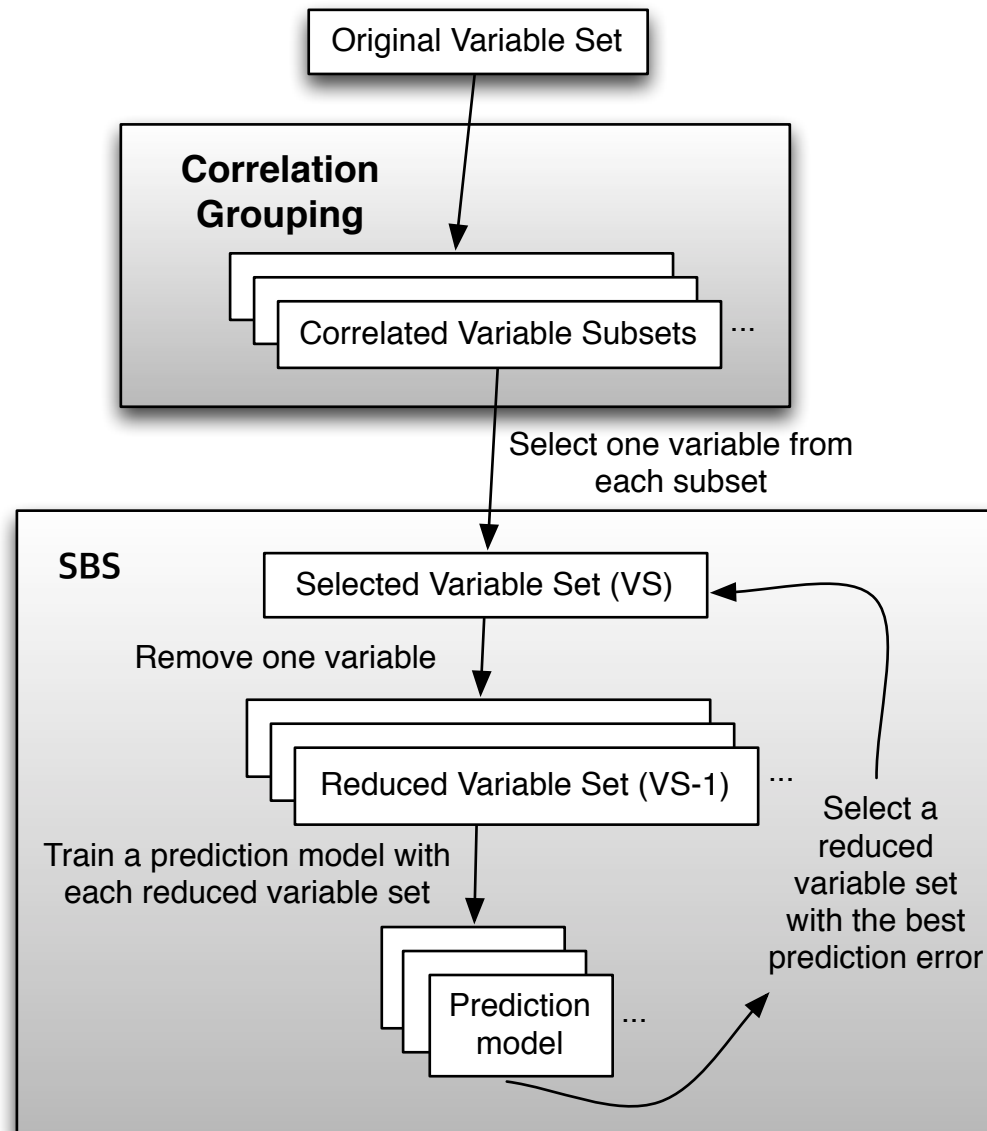 Original Variable Set
Correlation
Grouping
Correlated Variable Subsets
...
Select one variable from
each subset
SBS
Selected Variable Set (VS)
Remove one variable
Reduced Variable Set (VS-1)
...
Train a prediction model with
each reduced variable set
Prediction
model
...
Select a
reduced
variable set
with the best
prediction error